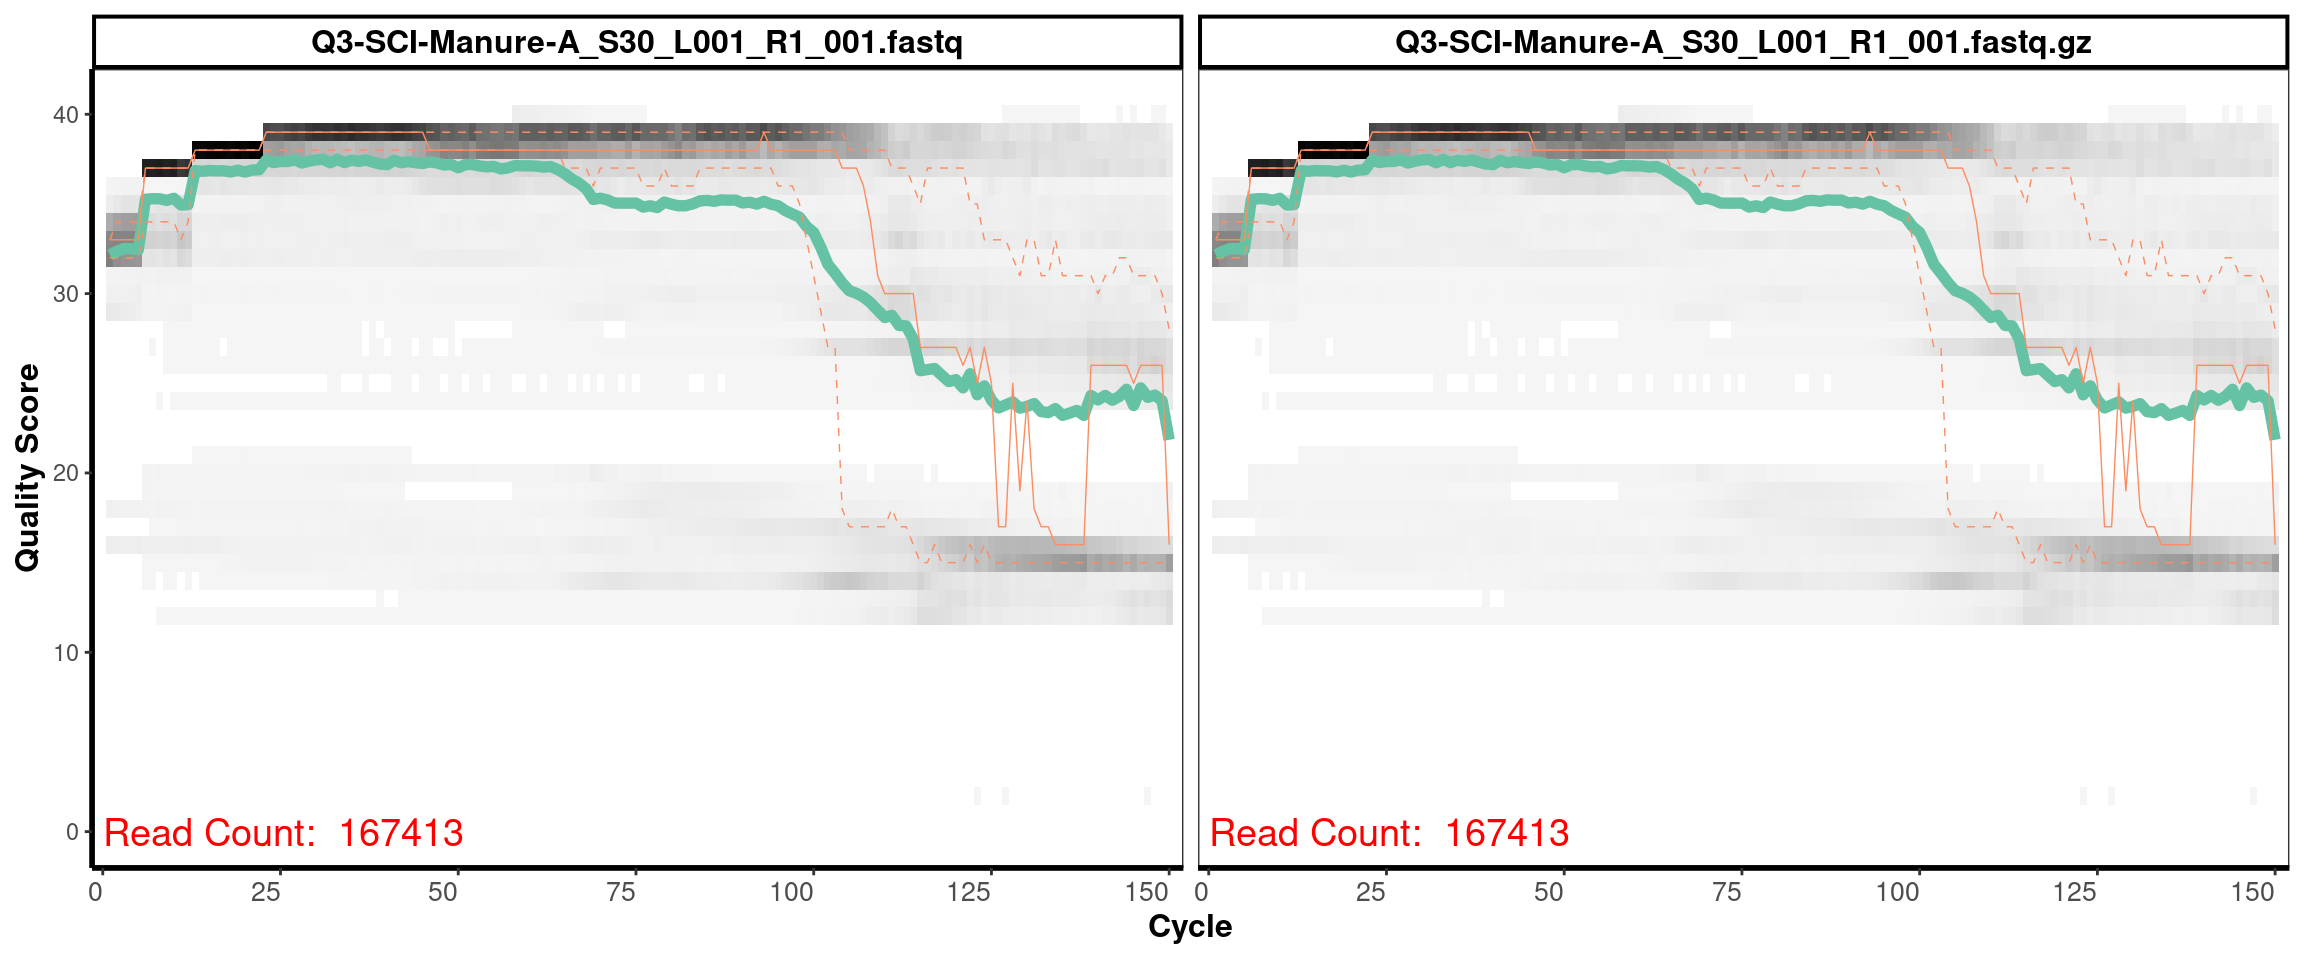 Q3-SCI-Manure-A_S30_L001_R1_001.fastq
Q3-SCI-Manure-A_S30_L001_R1_001.fastq.gz
Quality Score
40
30
20
10
0
Read Count: 167413
Read Count: 167413
0 25 50 75 100 125 150
0 25 50 75 100 125 150
Cycle